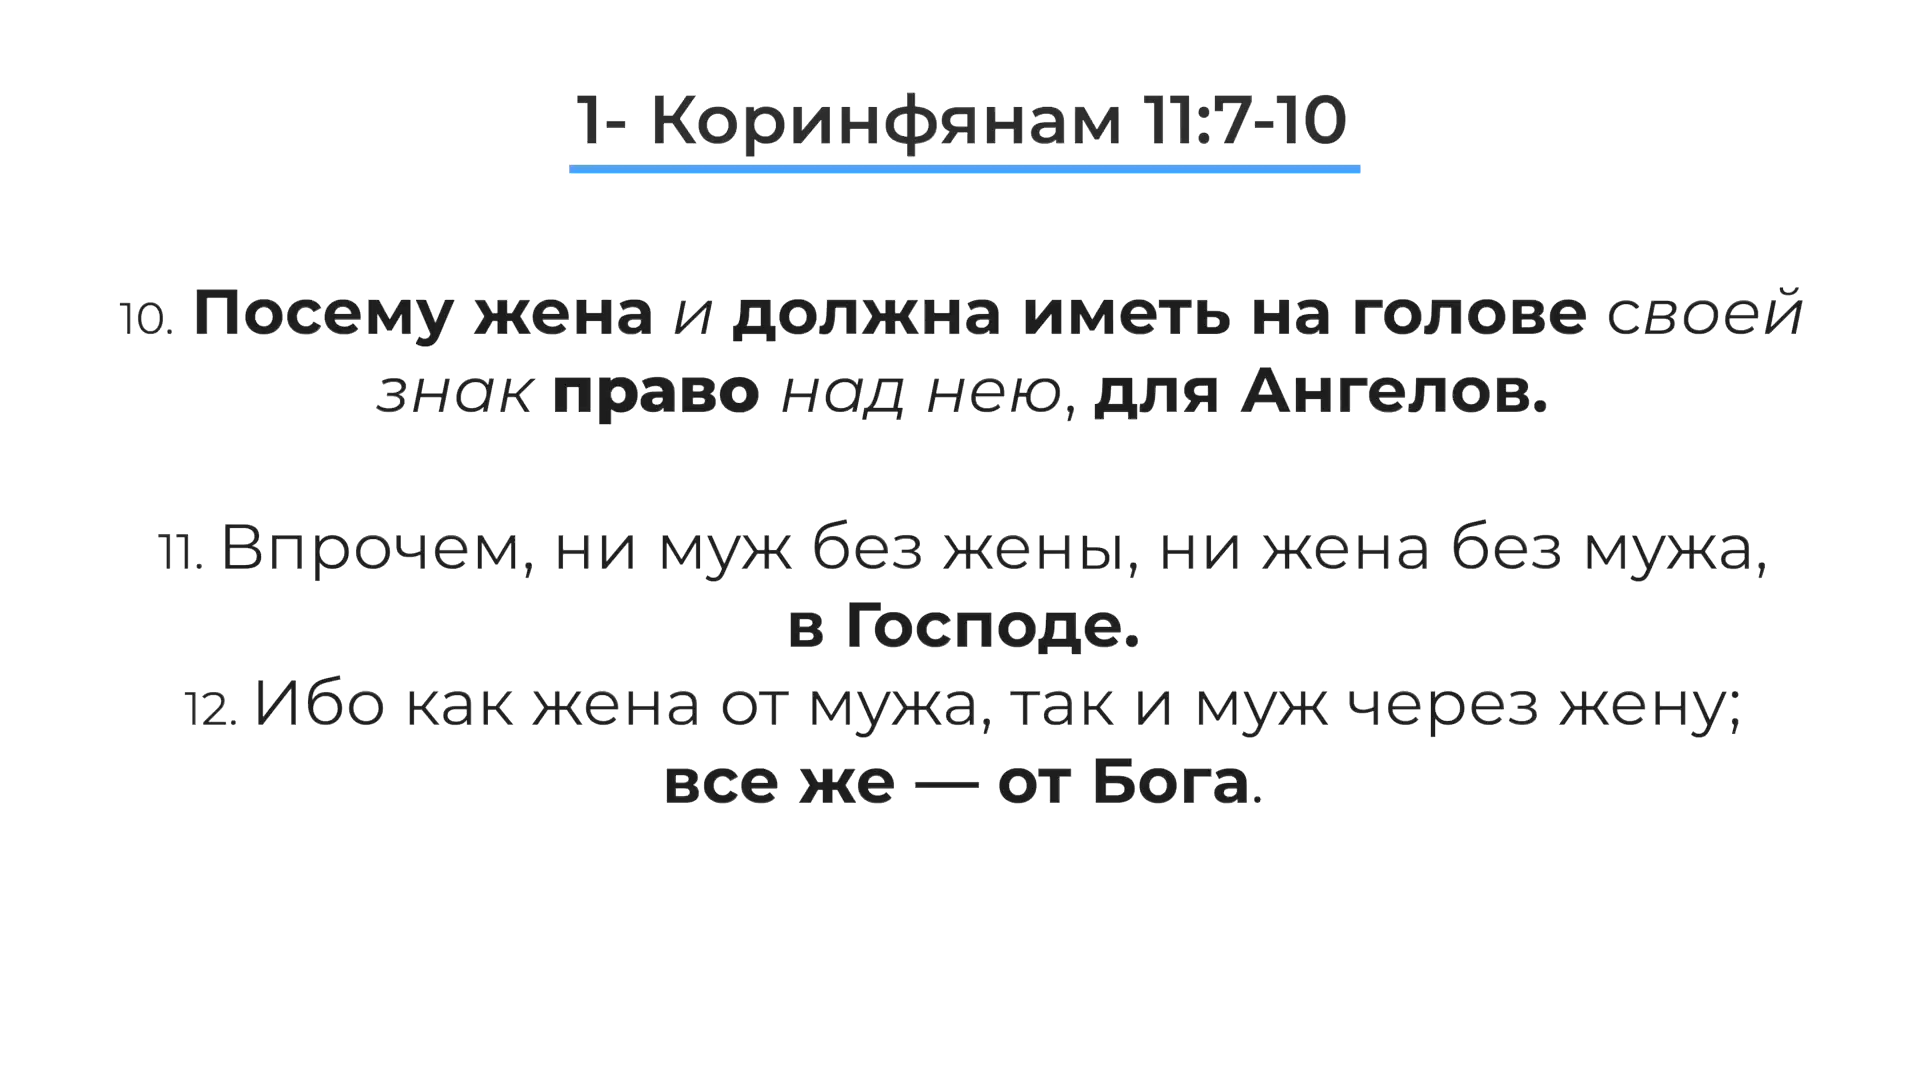 1- Коринфянам 11:7-10
10. Посему жена и должна иметь на голове своей
знак право над нею, для Ангелов.
11. Впрочем, ни муж без жены, ни жена без мужа,
в Господе.
12. Ибо как жена от мужа, так и муж через жену;
все же — от Бога.